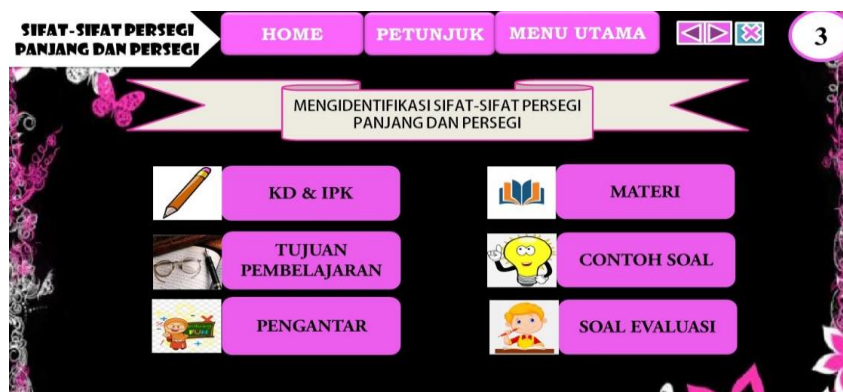 SIFAT-SIFAT PERSEGI
PANJANG DAN PERSEGI
HOME
PETUNJUK
MENU UTAMA
3
MENGIDENTIFIKASI SIFAT-SIFAT PERSEGI
PANJANG DAN PERSEGI
KD & IPK
MATERI
TUJUAN
PEMBELAJARAN
CONTOH SOAL
PENGANTAR
SOAL EVALUASI